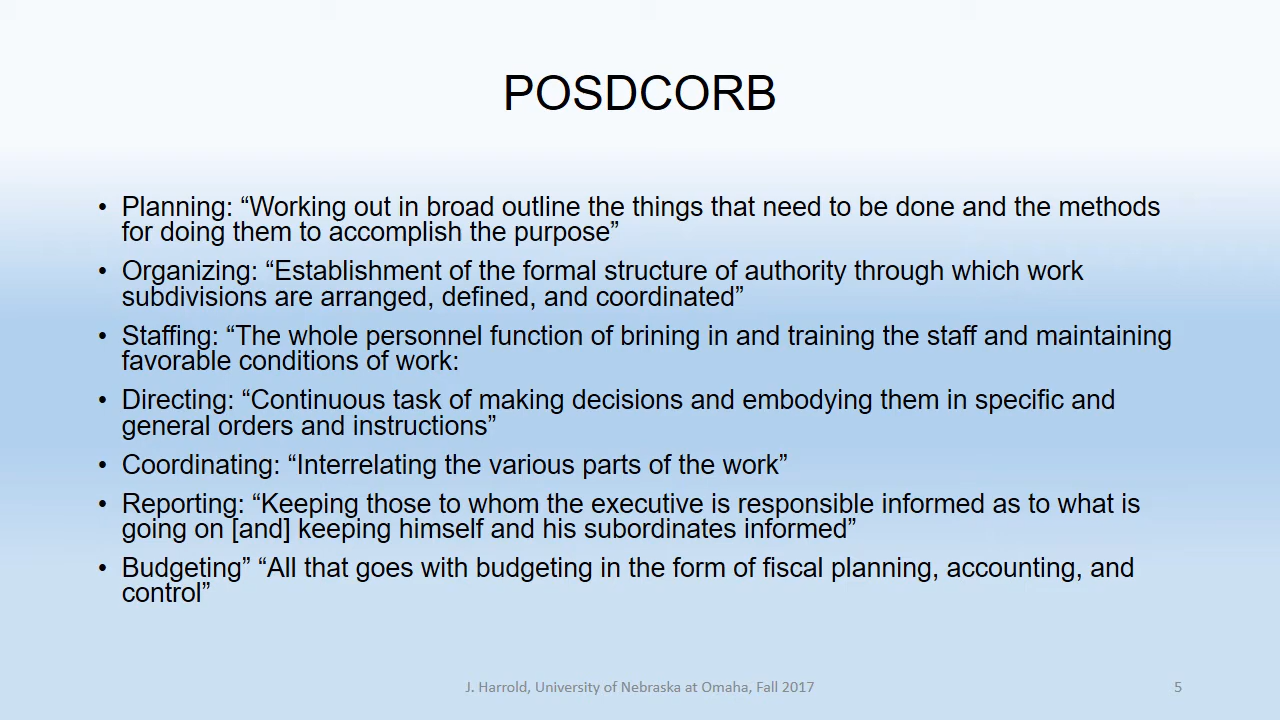 POSDCORB
• Planning: “Working out in broad outline the things that need to be done and the methods
for doing them to accomplish the purpose”
• Organizing: “Establishment of the formal structure of authority through which work
subdivisions are arranged, defined, and coordinated”
• Staffing: “The whole personnel function of brining in and training the staff and maintaining
favorable conditions of work:
• Directing: “Continuous task of making decisions and embodying them in specific and
general orders and instructions”
• Coordinating: “Interrelating the various parts of the work”
• Reporting: “Keeping those to whom the executive is responsible informed as to what is
going on [and] keeping himself and his subordinates informed”
• Budgeting” “All that goes with budgeting in the form of fiscal planning, accounting, and
control”
J. Harrold, University of Nebraska at Omaha, Fall 2017
5